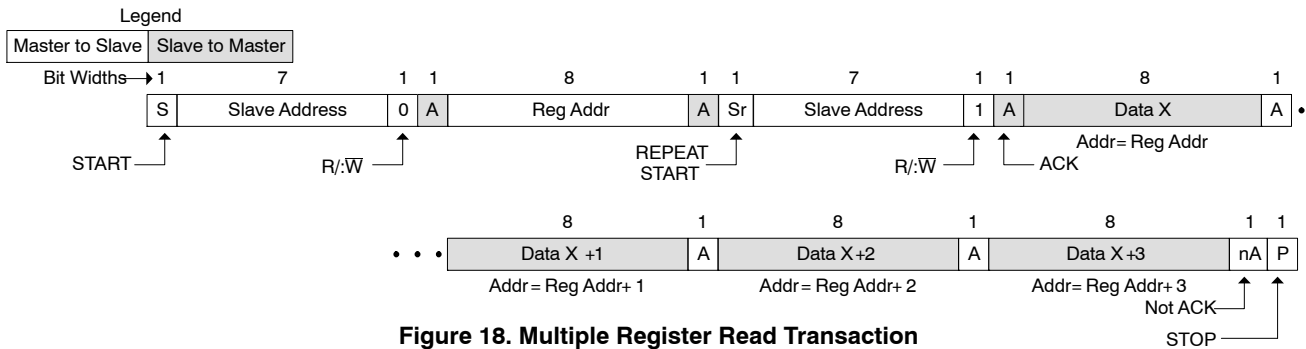 Legend
Master to Slave Slave to Master
Bit Widths 1 7 1 1 8 1 1 7 1 1 8 1
S Slave Address 0 A Reg Addr A Sr Slave Address 1 A Data X A •
Addr= Reg Addr
START R/:W̅ REPEAT START R/:W̅ ACK
8 1 8 1 8 1 1
• • • Data X +1 A Data X+2 A Data X+3 nA P
Addr= Reg Addr+ 1 Addr= Reg Addr+ 2 Addr= Reg Addr+ 3
Not ACK
Figure 18. Multiple Register Read Transaction
STOP